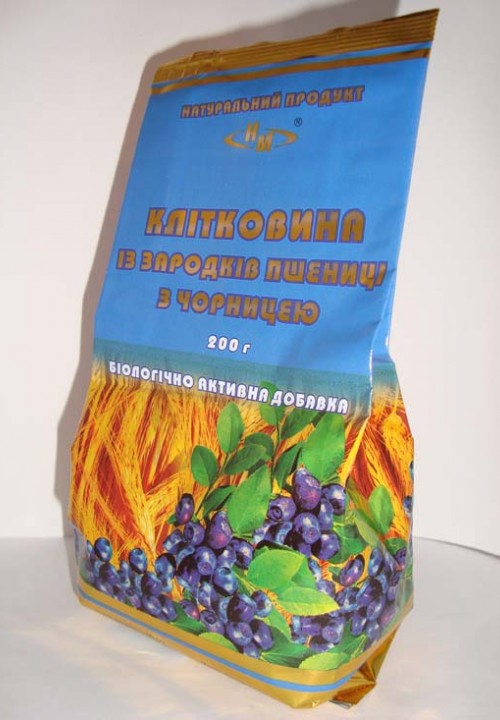 НАТУРАЛЬНИЙ ПРОДУКТ
НМ ®
КЛІТКОВИНА
ІЗ ЗАРОДКІВ ПШЕНИЦІ
З ЧОРНИЦЕЮ
200 г
БІОЛОГІЧНО АКТИВНА ДОБАВКА